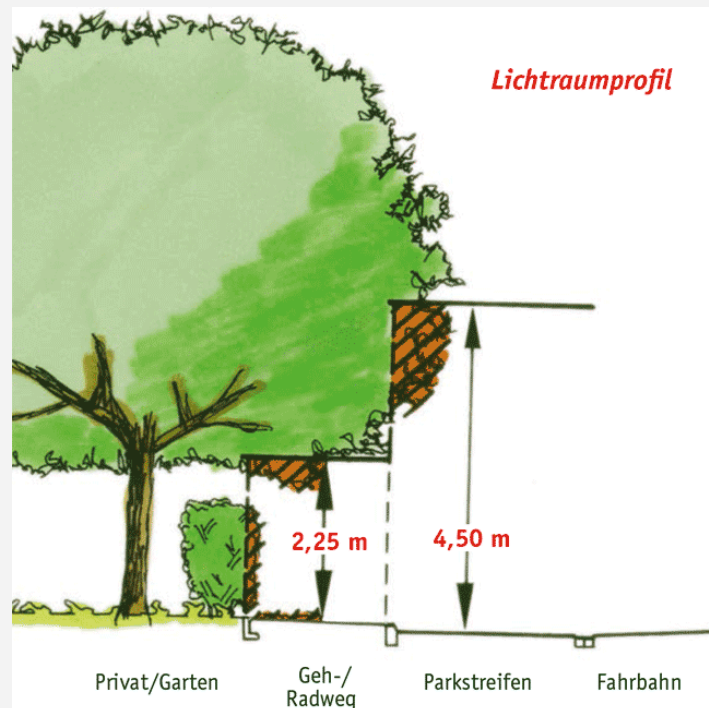 Lichtraumprofil
2,25 m
4,50 m
Privat/Garten
Geh-/
Radweg
Parkstreifen
Fahrbahn